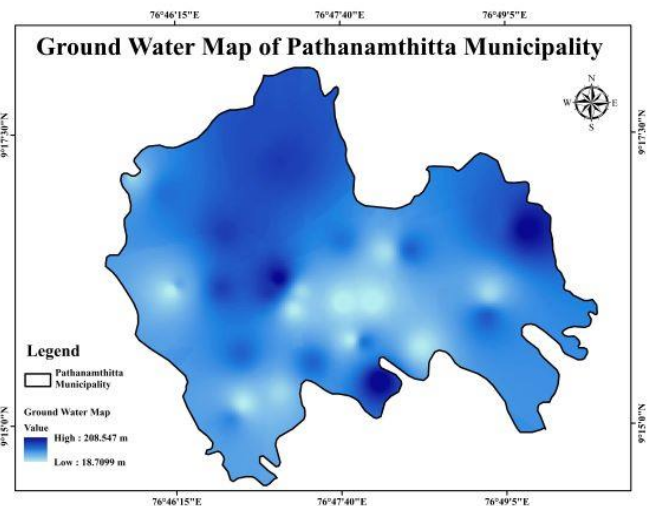 76°46'15"E 76°47'40"E 76°49'5"E
Ground Water Map of Pathanamthitta Municipality
N
W E
S
9°17'30"N 9°17'30"N
Legend
Pathanamthitta
Municipality
Ground Water Map
Value
High : 208.547 m
Low : 18.7099 m
9°15'0"N 9°15'0"N
76°46'15"E 76°47'40"E 76°49'5"E